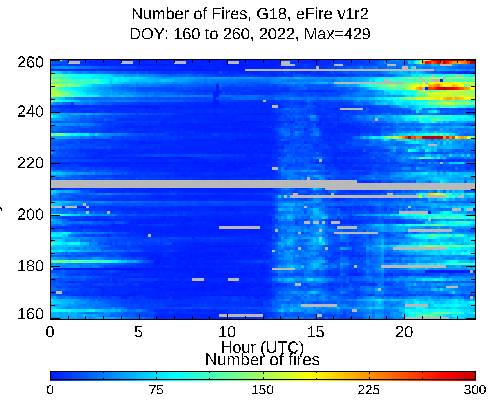 Number of Fires, G18, eFire v1r2
DOY: 160 to 260, 2022, Max=429
260
240
220
200
180
160
0 5 10 15 20
Hour (UTC)
Number of fires
0 75 150 225 300